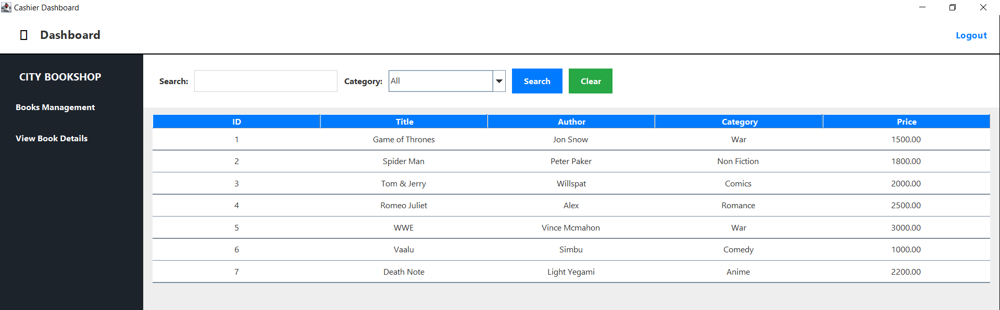 Cashier Dashboard
Dashboard
Logout
CITY BOOKSHOP
Books Management
View Book Details
Search: Category: All Search Clear
ID Title Author Category Price
1 Game of Thrones Jon Snow War 1500.00
2 Spider Man Peter Paker Non Fiction 1800.00
3 Tom & Jerry Willspat Comics 2000.00
4 Romeo Juliet Alex Romance 2500.00
5 WWE Vince Mcmahon War 3000.00
6 Vaalu Simbu Comedy 1000.00
7 Death Note Light Yegami Anime 2200.00